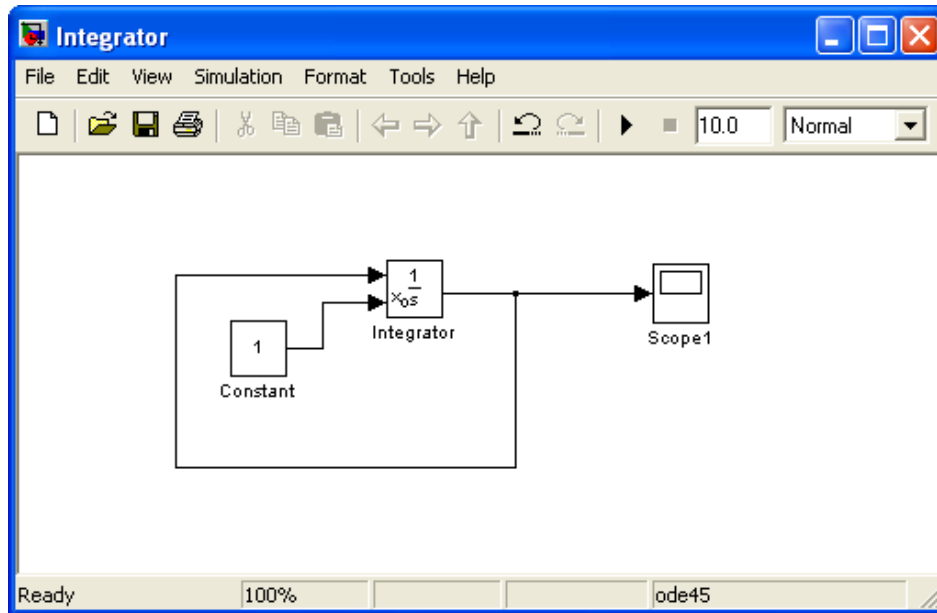 Integrator
File Edit View Simulation Format Tools Help
10.0 Normal
1
x₀s
Integrator
Scope1
1
Constant
Ready 100% ode45